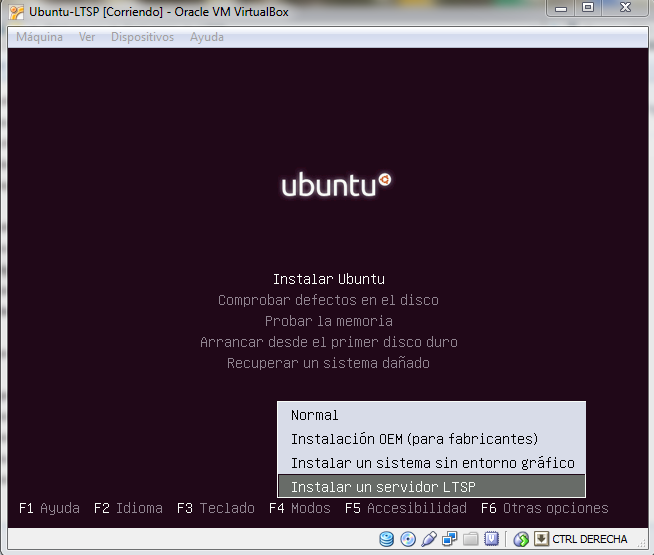 Ubuntu-LTSP [Corriendo] - Oracle VM VirtualBox
Máquina Ver Dispositivos Ayuda
ubuntu
Instalar Ubuntu
Comprobar defectos en el disco
Probar la memoria
Arrancar desde el primer disco duro
Recuperar un sistema dañado
Normal
Instalación OEM (para fabricantes)
Instalar un sistema sin entorno gráfico
Instalar un servidor LTSP
F1 Ayuda F2 Idioma F3 Teclado F4 Modos F5 Accesibilidad F6 Otras opciones
CTRL DERECHA